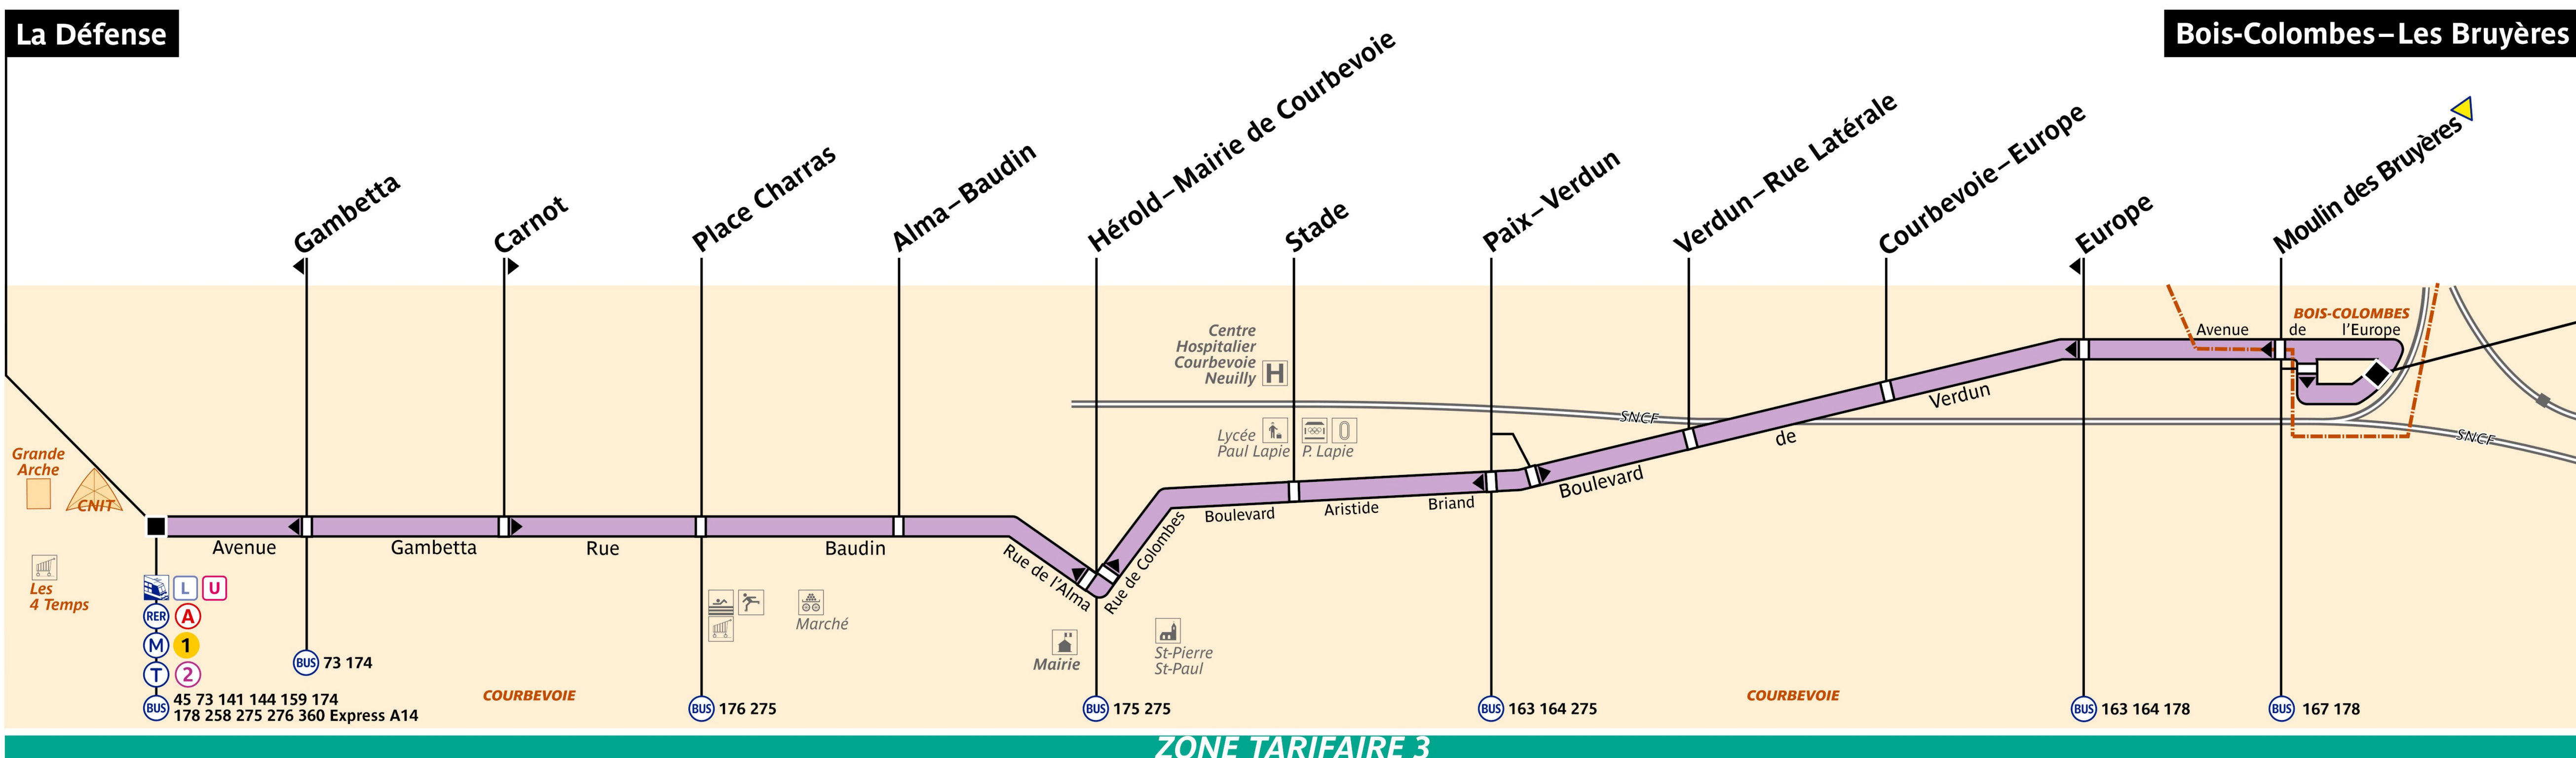 La Défense
Bois-Colombes–Les Bruyères
Gambetta
Carnot
Place Charras
Alma–Baudin
Hérold–Mairie de Courbevoie
Stade
Paix–Verdun
Verdun–Rue Latérale
Courbevoie–Europe
Europe
Moulin des Bruyères
BOIS-COLOMBES
Avenue de l'Europe
Centre
Hospitalier
Courbevoie
Neuilly
H
SNCF
Verdun
de
Boulevard
SNCF
Lycée
Paul Lapie
P. Lapie
Grande
Arche
CNIT
Avenue
Gambetta
Rue
Baudin
Rue de l'Alma
Rue de Colombes
Boulevard
Aristide
Briand
Les
4 Temps
L U
RER A
M 1
T 2
BUS 45 73 141 144 159 174
178 258 275 276 360 Express A14
BUS 73 174
Marché
Mairie
St-Pierre
St-Paul
COURBEVOIE
COURBEVOIE
BUS 176 275
BUS 175 275
BUS 163 164 275
BUS 163 164 178
BUS 167 178
ZONE TARIFAIRE 3